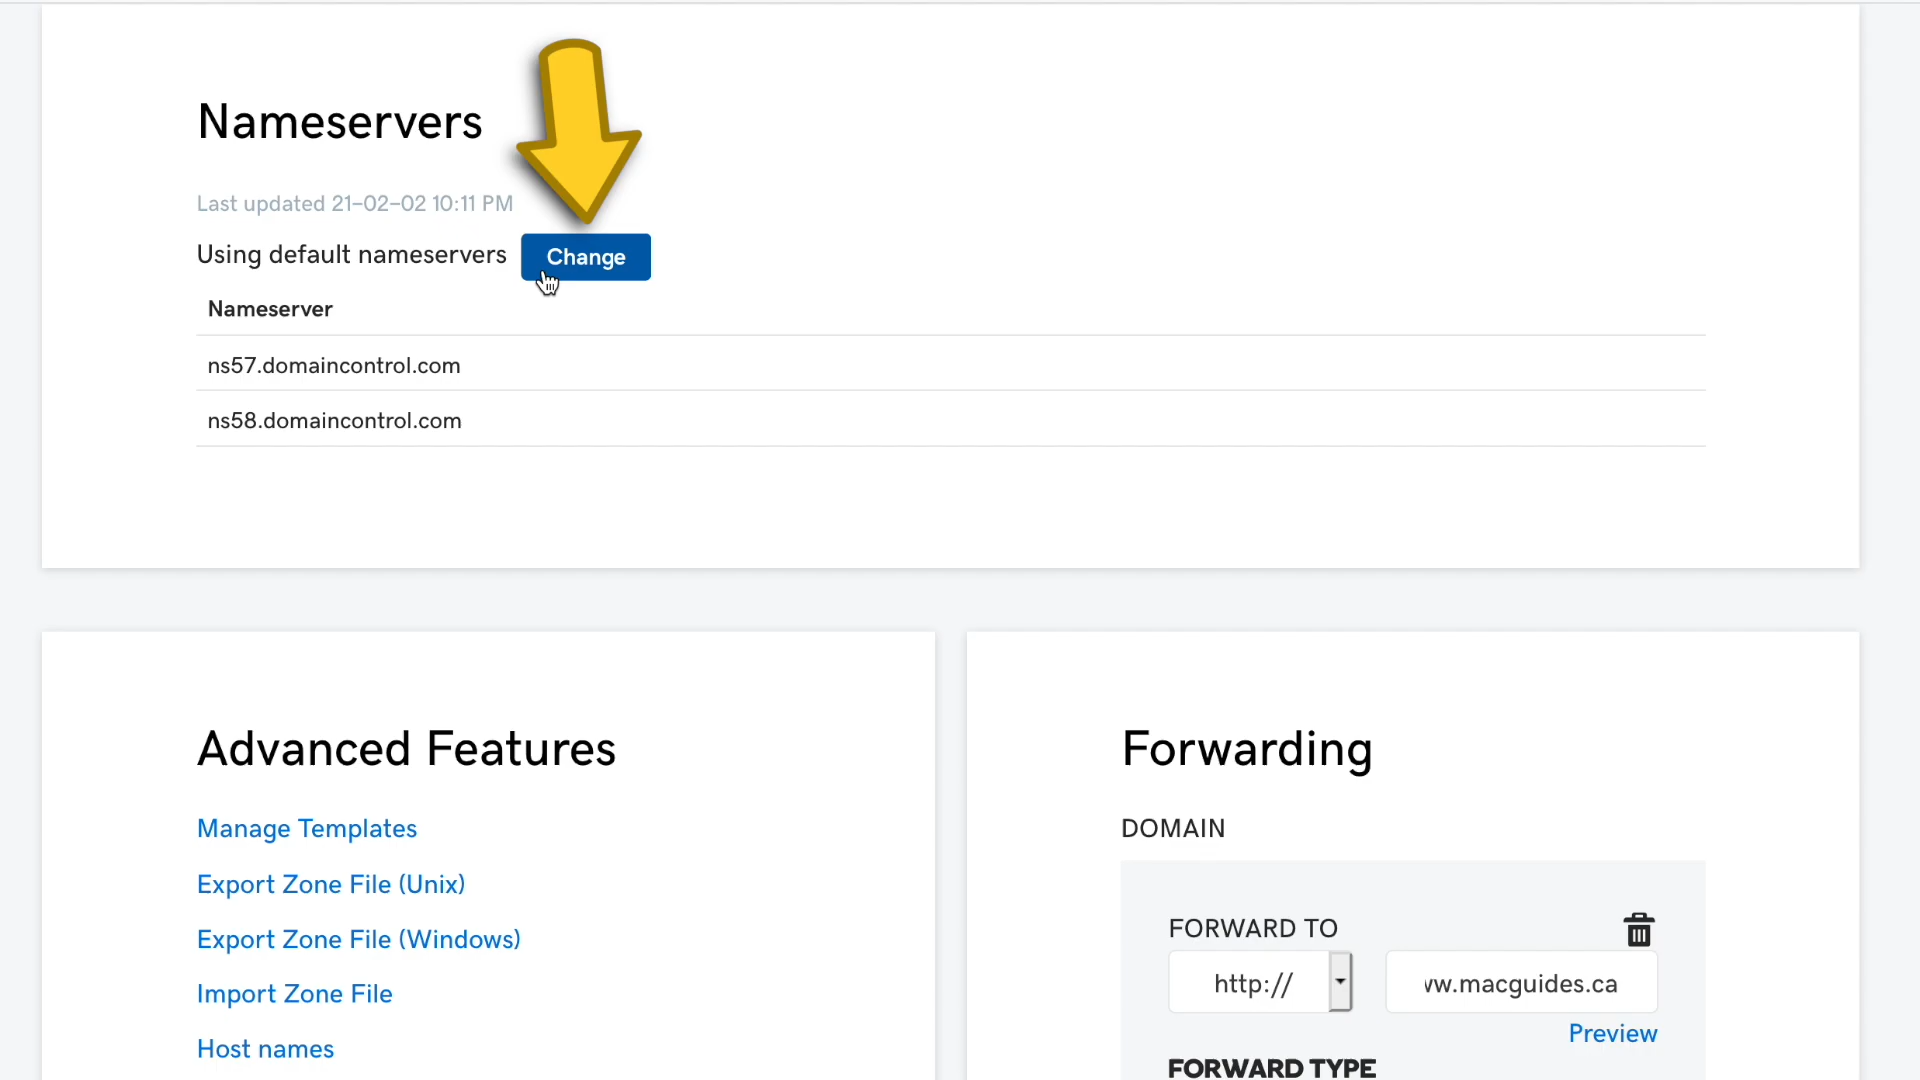 Nameservers
Last updated 21-02-02 10:11 PM
Using default nameservers
Change
Nameserver
ns57.domaincontrol.com
ns58.domaincontrol.com
Advanced Features
Manage Templates
Export Zone File (Unix)
Export Zone File (Windows)
Import Zone File
Host names
Forwarding
DOMAIN
FORWARD TO
http://
ww.macguides.ca
Preview
FORWARD TYPE